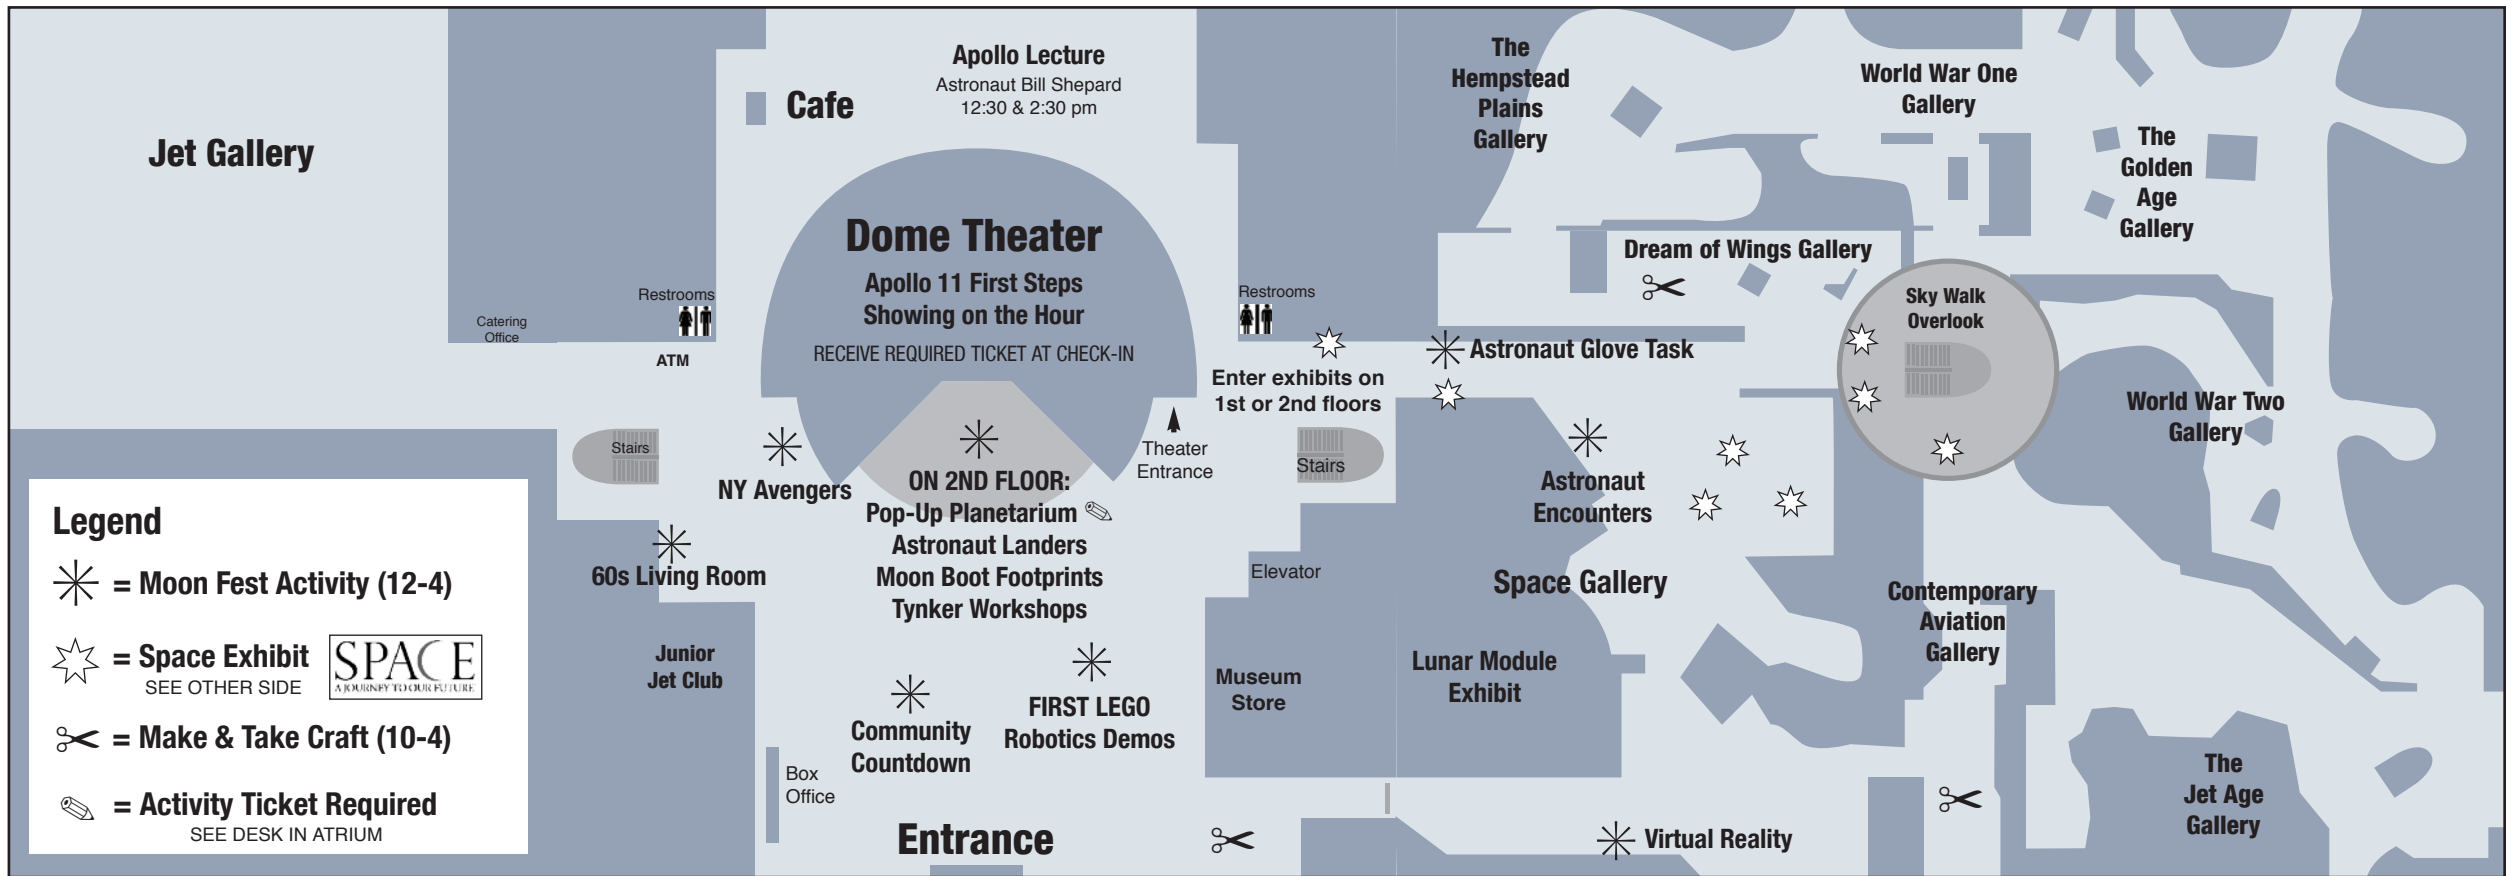 Jet Gallery
Cafe
Apollo Lecture
Astronaut Bill Shepard
12:30 & 2:30 pm
The
Hempstead
Plains
Gallery
World War One
Gallery
The
Golden
Age
Gallery
Dome Theater
Apollo 11 First Steps
Showing on the Hour
RECEIVE REQUIRED TICKET AT CHECK-IN
Dream of Wings Gallery
Sky Walk
Overlook
Catering
Office
Restrooms
ATM
Restrooms
Enter exhibits on
1st or 2nd floors
Astronaut Glove Task
World War Two
Gallery
Stairs
NY Avengers
Theater
Entrance
Stairs
Astronaut
Encounters
ON 2ND FLOOR:
Pop-Up Planetarium
Astronaut Landers
Moon Boot Footprints
Tynker Workshops
60s Living Room
Elevator
Space Gallery
Contemporary
Aviation
Gallery
Junior
Jet Club
Museum
Store
Lunar Module
Exhibit
Community
Countdown
FIRST LEGO
Robotics Demos
Box
Office
Entrance
Virtual Reality
The
Jet Age
Gallery
Legend
= Moon Fest Activity (12-4)
= Space Exhibit
SEE OTHER SIDE
SPACE
A JOURNEY TO OUR FUTURE
= Make & Take Craft (10-4)
= Activity Ticket Required
SEE DESK IN ATRIUM